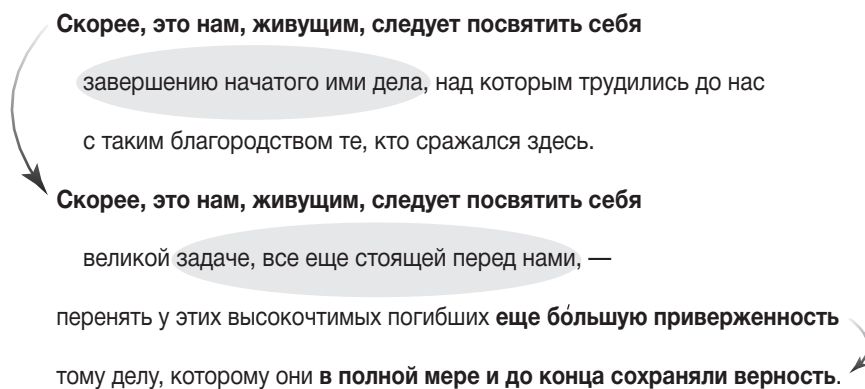 Скорее, это нам, живущим, следует посвятить себя
завершению начатого ими дела, над которым трудились до нас
с таким благородством те, кто сражался здесь.
Скорее, это нам, живущим, следует посвятить себя
великой задаче, все еще стоящей перед нами, —
перенять у этих высокочтимых погибших еще бо́льшую приверженность
тому делу, которому они в полной мере и до конца сохраняли верность.